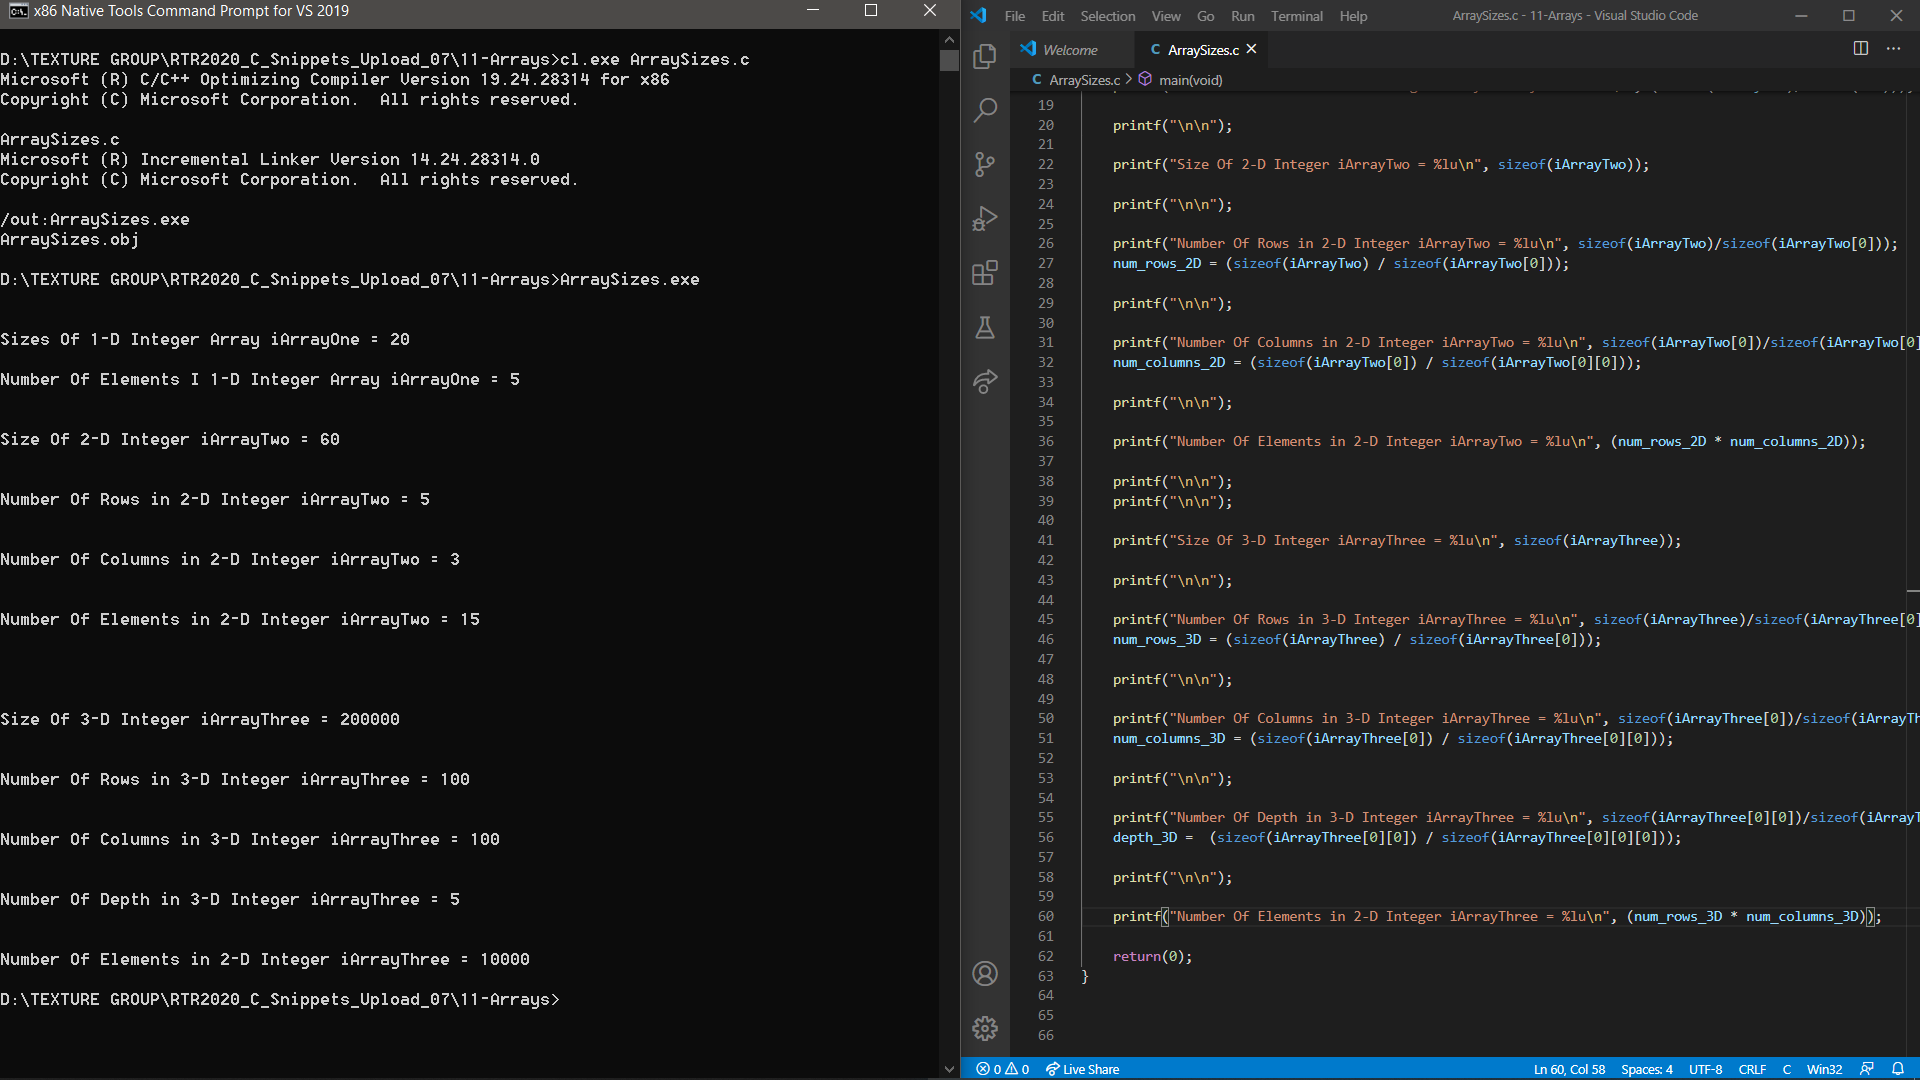 x86 Native Tools Command Prompt for VS 2019
D:\TEXTURE GROUP\RTR2020_C_Snippets_Upload_07\11-Arrays>cl.exe ArraySizes.c
Microsoft (R) C/C++ Optimizing Compiler Version 19.24.28314 for x86
Copyright (C) Microsoft Corporation.  All rights reserved.
ArraySizes.c
Microsoft (R) Incremental Linker Version 14.24.28314.0
Copyright (C) Microsoft Corporation.  All rights reserved.
/out:ArraySizes.exe
ArraySizes.obj
D:\TEXTURE GROUP\RTR2020_C_Snippets_Upload_07\11-Arrays>ArraySizes.exe
Sizes Of 1-D Integer Array iArrayOne = 20
Number Of Elements I 1-D Integer Array iArrayOne = 5
Size Of 2-D Integer iArrayTwo = 60
Number Of Rows in 2-D Integer iArrayTwo = 5
Number Of Columns in 2-D Integer iArrayTwo = 3
Number Of Elements in 2-D Integer iArrayTwo = 15
Size Of 3-D Integer iArrayThree = 200000
Number Of Rows in 3-D Integer iArrayThree = 100
Number Of Columns in 3-D Integer iArrayThree = 100
Number Of Depth in 3-D Integer iArrayThree = 5
Number Of Elements in 2-D Integer iArrayThree = 10000
D:\TEXTURE GROUP\RTR2020_C_Snippets_Upload_07\11-Arrays>
File Edit Selection View Go Run Terminal Help ArraySizes.c - 11-Arrays - Visual Studio Code
Welcome C ArraySizes.c
C ArraySizes.c > main(void)
19
20 printf("\n\n");
21
22 printf("Size Of 2-D Integer iArrayTwo = %lu\n", sizeof(iArrayTwo));
23
24 printf("\n\n");
25
26 printf("Number Of Rows in 2-D Integer iArrayTwo = %lu\n", sizeof(iArrayTwo)/sizeof(iArrayTwo[0]));
27 num_rows_2D = (sizeof(iArrayTwo) / sizeof(iArrayTwo[0]));
28
29 printf("\n\n");
30
31 printf("Number Of Columns in 2-D Integer iArrayTwo = %lu\n", sizeof(iArrayTwo[0])/sizeof(iArrayTwo[0]
32 num_columns_2D = (sizeof(iArrayTwo[0]) / sizeof(iArrayTwo[0][0]));
33
34 printf("\n\n");
35
36 printf("Number Of Elements in 2-D Integer iArrayTwo = %lu\n", (num_rows_2D * num_columns_2D));
37
38 printf("\n\n");
39 printf("\n\n");
40
41 printf("Size Of 3-D Integer iArrayThree = %lu\n", sizeof(iArrayThree));
42
43 printf("\n\n");
44
45 printf("Number Of Rows in 3-D Integer iArrayThree = %lu\n", sizeof(iArrayThree)/sizeof(iArrayThree[0]
46 num_rows_3D = (sizeof(iArrayThree) / sizeof(iArrayThree[0]));
47
48 printf("\n\n");
49
50 printf("Number Of Columns in 3-D Integer iArrayThree = %lu\n", sizeof(iArrayThree[0])/sizeof(iArrayTh
51 num_columns_3D = (sizeof(iArrayThree[0]) / sizeof(iArrayThree[0][0]));
52
53 printf("\n\n");
54
55 printf("Number Of Depth in 3-D Integer iArrayThree = %lu\n", sizeof(iArrayThree[0][0])/sizeof(iArrayT
56 depth_3D =  (sizeof(iArrayThree[0][0]) / sizeof(iArrayThree[0][0][0]));
57
58 printf("\n\n");
59
60 printf("Number Of Elements in 2-D Integer iArrayThree = %lu\n", (num_rows_3D * num_columns_3D));
61
62 return(0);
63 }
64
65
66
0 0 Live Share Ln 60, Col 58 Spaces: 4 UTF-8 CRLF C Win32